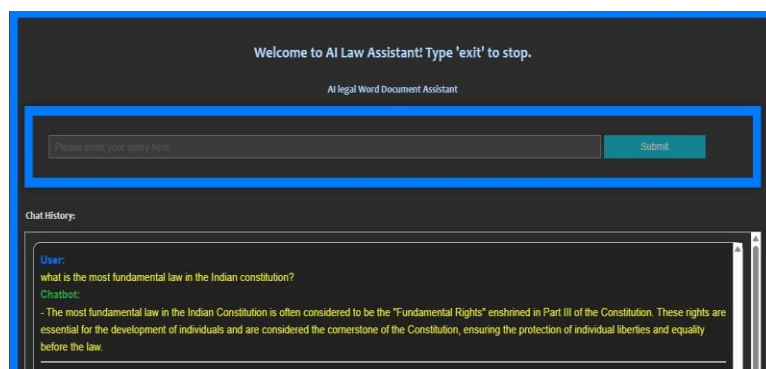 Welcome to AI Law Assistant! Type 'exit' to stop.
AI legal Word Document Assistant
Please enter your query here
Submit
Chat History:
User:
what is the most fundamental law in the Indian constitution?
Chatbot:
- The most fundamental law in the Indian Constitution is often considered to be the "Fundamental Rights" enshrined in Part III of the Constitution. These rights are
essential for the development of individuals and are considered the cornerstone of the Constitution, ensuring the protection of individual liberties and equality
before the law.